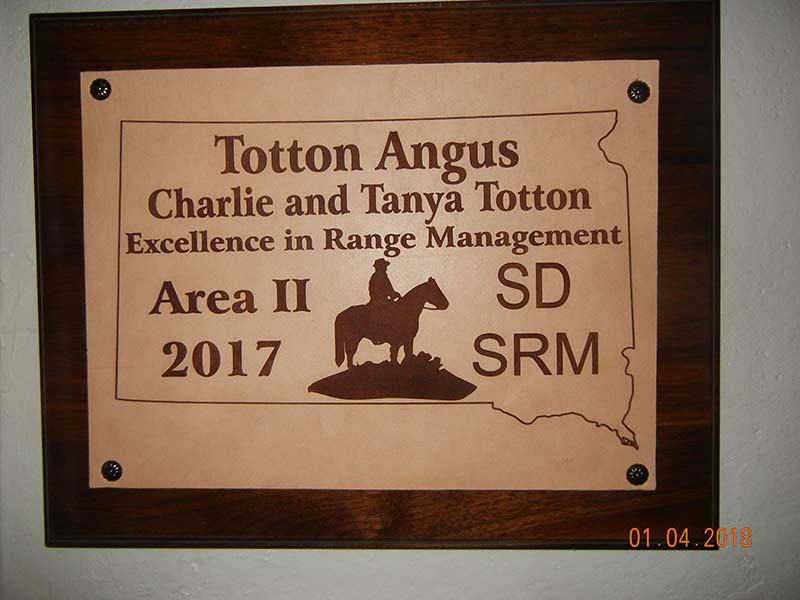 Totton Angus
Charlie and Tanya Totton
Excellence in Range Management
Area II
2017
SD
SRM
01.04.2018